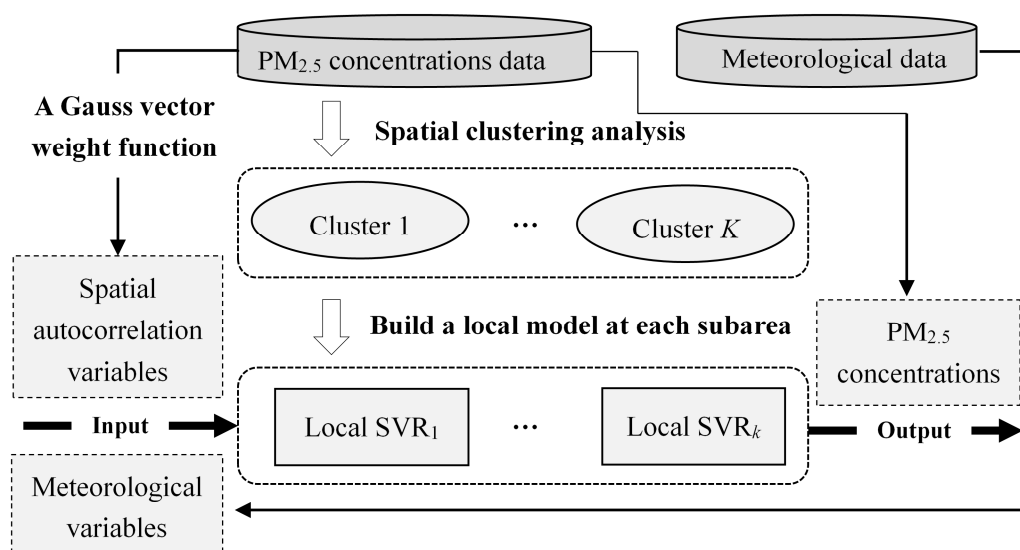 PM₂.₅ concentrations data
Meteorological data
A Gauss vector
weight function
Spatial clustering analysis
Cluster 1
...
Cluster K
Spatial
autocorrelation
variables
Build a local model at each subarea
PM₂.₅
concentrations
Input
Local SVR₁
...
Local SVRₖ
Output
Meteorological
variables